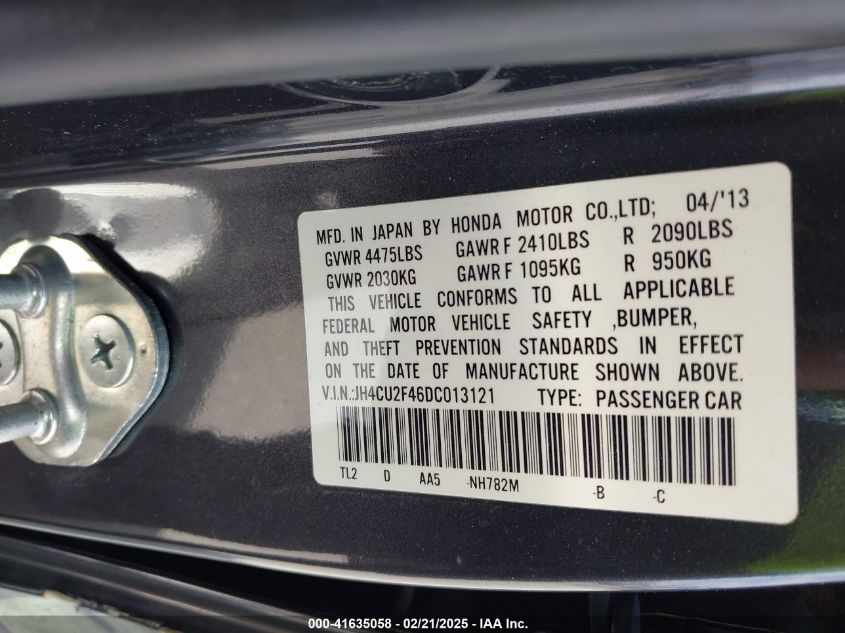 MFD. IN JAPAN BY HONDA MOTOR CO.,LTD; 04/'13
GVWR 4475LBS GAWR F 2410LBS R 2090LBS
GVWR 2030KG GAWR F 1095KG R 950KG
THIS VEHICLE CONFORMS TO ALL APPLICABLE
FEDERAL MOTOR VEHICLE SAFETY ,BUMPER,
AND THEFT PREVENTION STANDARDS IN EFFECT
ON THE DATE OF MANUFACTURE SHOWN ABOVE.
V.I.N.:JH4CU2F46DC013121 TYPE: PASSENGER CAR
TL2 D AA5 -NH782M -B -C
000-41635058 - 02/21/2025 - IAA Inc.